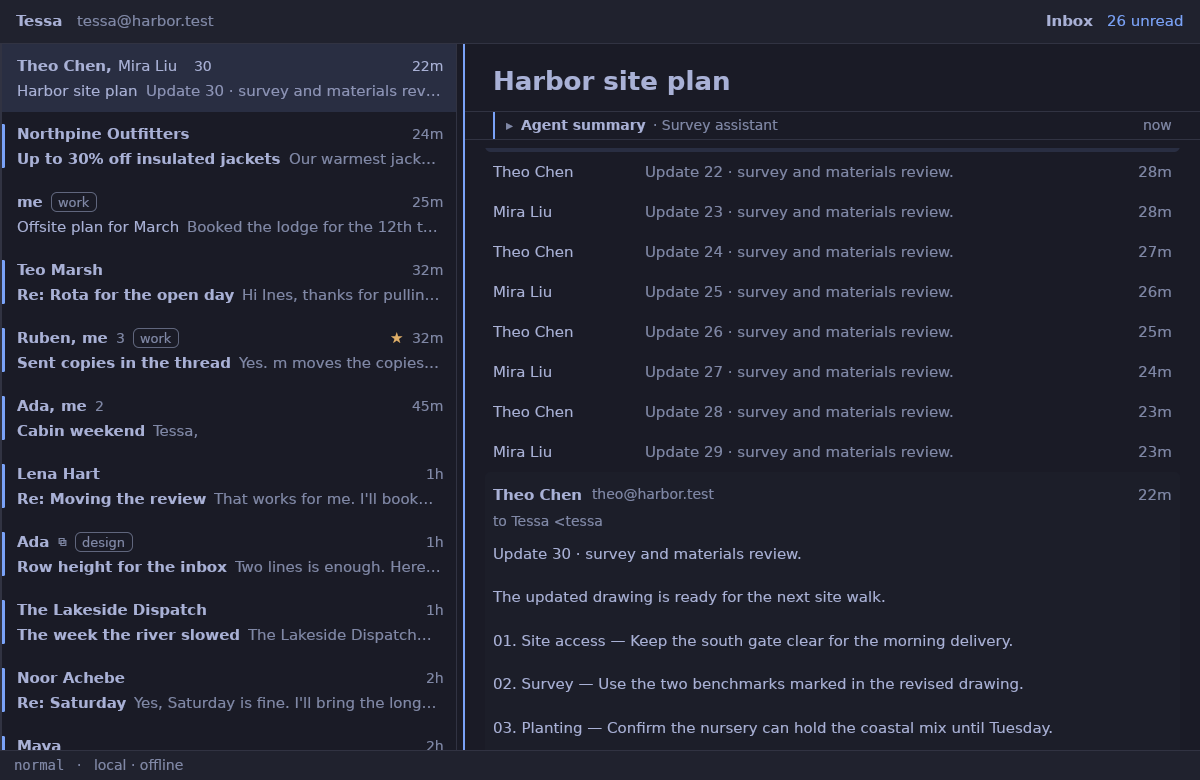 Tessa tessa@harbor.test
Inbox 26 unread
Theo Chen, Mira Liu 30 22m
Harbor site plan Update 30 · survey and materials rev…
Northpine Outfitters 24m
Up to 30% off insulated jackets Our warmest jack…
me work 25m
Offsite plan for March Booked the lodge for the 12th t…
Teo Marsh 32m
Re: Rota for the open day Hi Ines, thanks for pullin…
Ruben, me 3 work ★ 32m
Sent copies in the thread Yes. m moves the copies…
Ada, me 2 45m
Cabin weekend Tessa,
Lena Hart 1h
Re: Moving the review That works for me. I'll book…
Ada design 1h
Row height for the inbox Two lines is enough. Here…
The Lakeside Dispatch 1h
The week the river slowed The Lakeside Dispatch…
Noor Achebe 2h
Re: Saturday Yes, Saturday is fine. I'll bring the long…
Maya 2h
Harbor site plan
▸ Agent summary · Survey assistant now
Theo Chen Update 22 · survey and materials review. 28m
Mira Liu Update 23 · survey and materials review. 28m
Theo Chen Update 24 · survey and materials review. 27m
Mira Liu Update 25 · survey and materials review. 26m
Theo Chen Update 26 · survey and materials review. 25m
Mira Liu Update 27 · survey and materials review. 24m
Theo Chen Update 28 · survey and materials review. 23m
Mira Liu Update 29 · survey and materials review. 23m
Theo Chen theo@harbor.test 22m
to Tessa <tessa
Update 30 · survey and materials review.
The updated drawing is ready for the next site walk.
01. Site access — Keep the south gate clear for the morning delivery.
02. Survey — Use the two benchmarks marked in the revised drawing.
03. Planting — Confirm the nursery can hold the coastal mix until Tuesday.
normal · local · offline